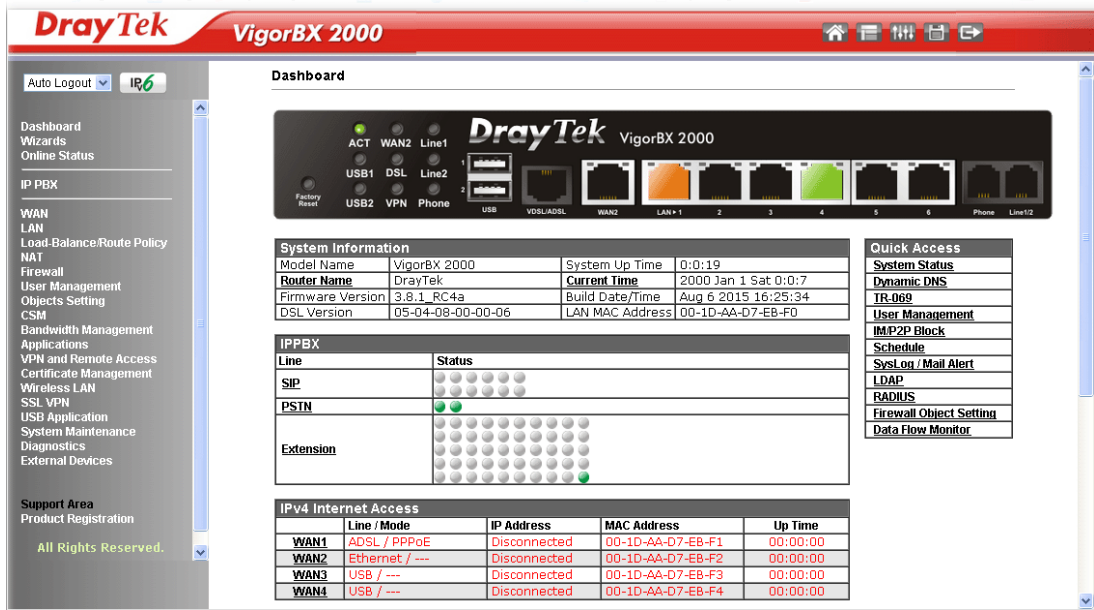 DrayTek VigorBX 2000
Auto Logout IPv6
Dashboard
Wizards
Online Status
IP PBX
WAN
LAN
Load-Balance/Route Policy
NAT
Firewall
User Management
Objects Setting
CSM
Bandwidth Management
Applications
VPN and Remote Access
Certificate Management
Wireless LAN
SSL VPN
USB Application
System Maintenance
Diagnostics
External Devices
Support Area
Product Registration
All Rights Reserved.
Dashboard
DrayTek VigorBX 2000
ACT WAN2 Line1
USB1 DSL Line2
USB2 VPN Phone
Factory
Reset
1
2
USB VDSL/ADSL WAN2 LAN 1 2 3 4 5 6 Phone Line1/2
System Information
Model Name VigorBX 2000 System Up Time 0:0:19
Router Name DrayTek Current Time 2000 Jan 1 Sat 0:0:7
Firmware Version 3.8.1_RC4a Build Date/Time Aug 6 2015 16:25:34
DSL Version 05-04-08-00-00-06 LAN MAC Address 00-1D-AA-D7-EB-F0
IPPBX
Line Status
SIP
PSTN
Extension
IPv4 Internet Access
Line / Mode IP Address MAC Address Up Time
WAN1 ADSL / PPPoE Disconnected 00-1D-AA-D7-EB-F1 00:00:00
WAN2 Ethernet / --- Disconnected 00-1D-AA-D7-EB-F2 00:00:00
WAN3 USB / --- Disconnected 00-1D-AA-D7-EB-F3 00:00:00
WAN4 USB / --- Disconnected 00-1D-AA-D7-EB-F4 00:00:00
Quick Access
System Status
Dynamic DNS
TR-069
User Management
IM/P2P Block
Schedule
SysLog / Mail Alert
LDAP
RADIUS
Firewall Object Setting
Data Flow Monitor